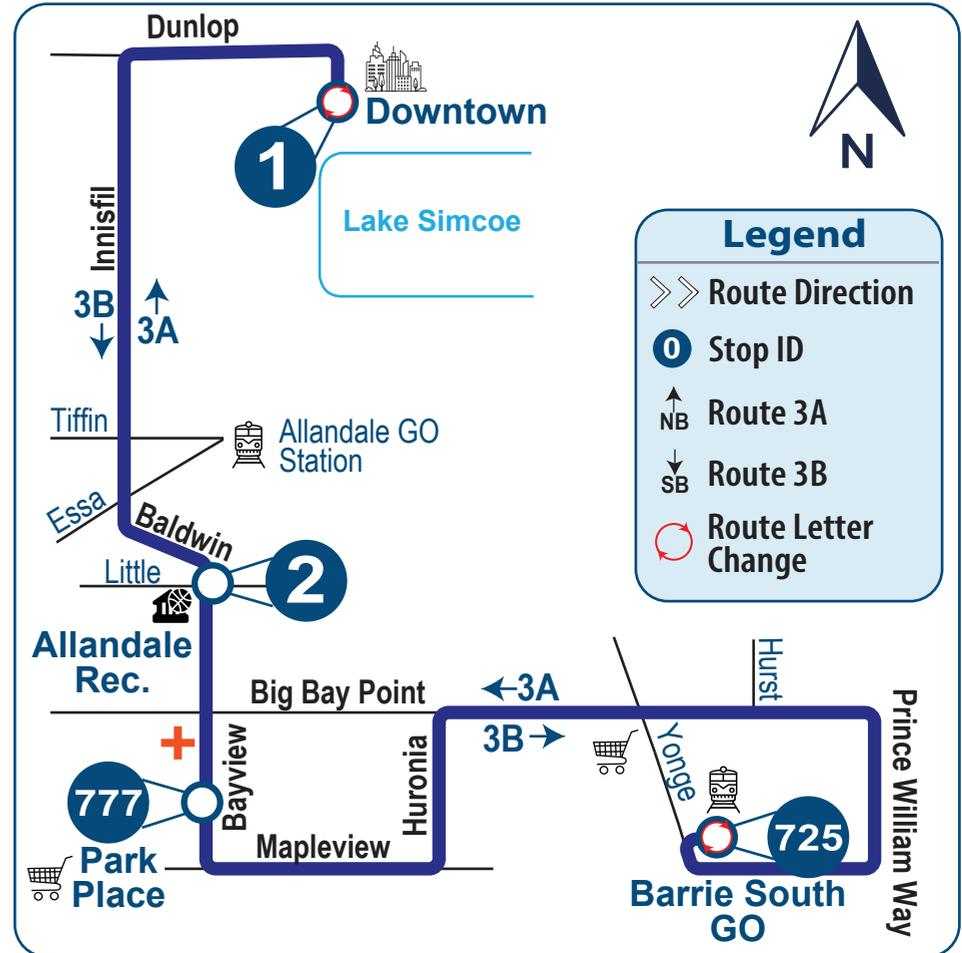 Dunlop
Downtown
1
N
Lake Simcoe
Innisfil
3B
3A
Legend
Route Direction
0 Stop ID
NB Route 3A
SB Route 3B
Route Letter
Change
Tiffin
Allandale GO
Station
Essa
Baldwin
Little
2
Allandale
Rec.
Big Bay Point
3A
3B
Hurst
Yonge
Prince William Way
Bayview
Huronia
777
Park
Place
Mapleview
725
Barrie South
GO